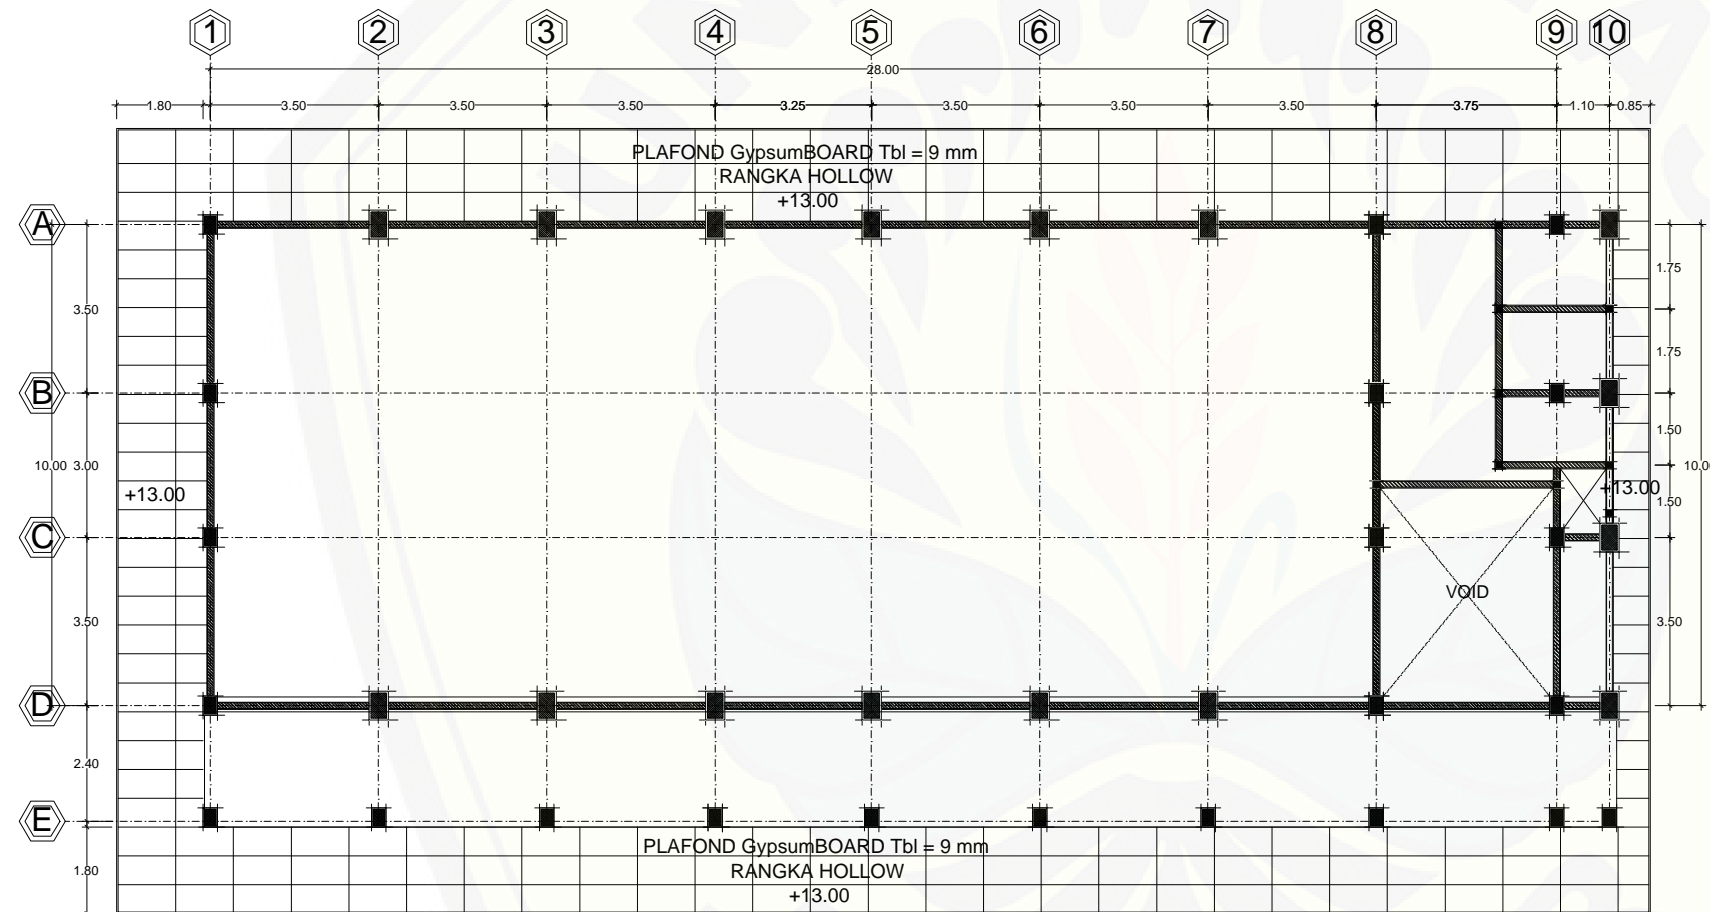 1 2 3 4 5 6 7 8 9 10
28.00
1.80 3.50 3.50 3.50 3.25 3.50 3.50 3.50 3.75 1.10 0.85
PLAFOND GypsumBOARD Tbl = 9 mm
RANGKA HOLLOW
+13.00
A
1.75
3.50
1.75
B
1.50
10.00 3.00 10.0
+13.00 +13.00
1.50
C
VOID
3.50 3.50
D
2.40
E
PLAFOND GypsumBOARD Tbl = 9 mm
RANGKA HOLLOW
1.80
+13.00